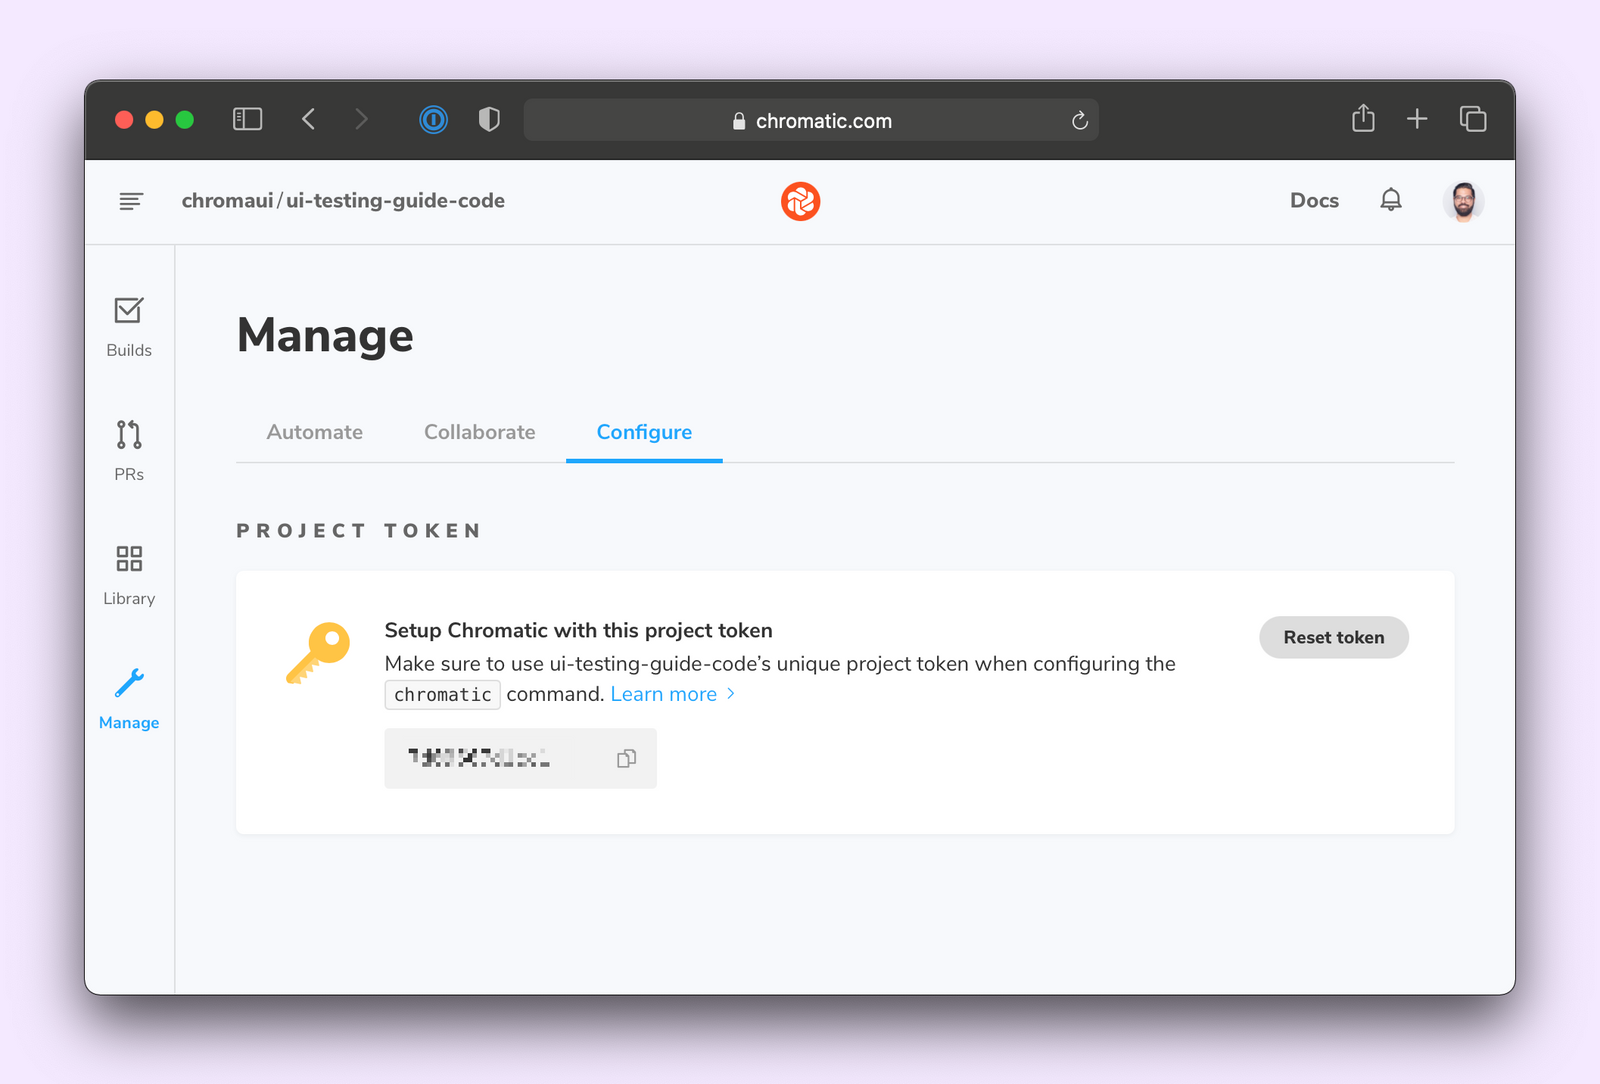 chromatic.com
chromaui/ui-testing-guide-code
Docs
Builds
PRs
Library
Manage
Manage
Automate
Collaborate
Configure
PROJECT TOKEN
Setup Chromatic with this project token
Make sure to use ui-testing-guide-code’s unique project token when configuring the
chromatic command. Learn more
Reset token